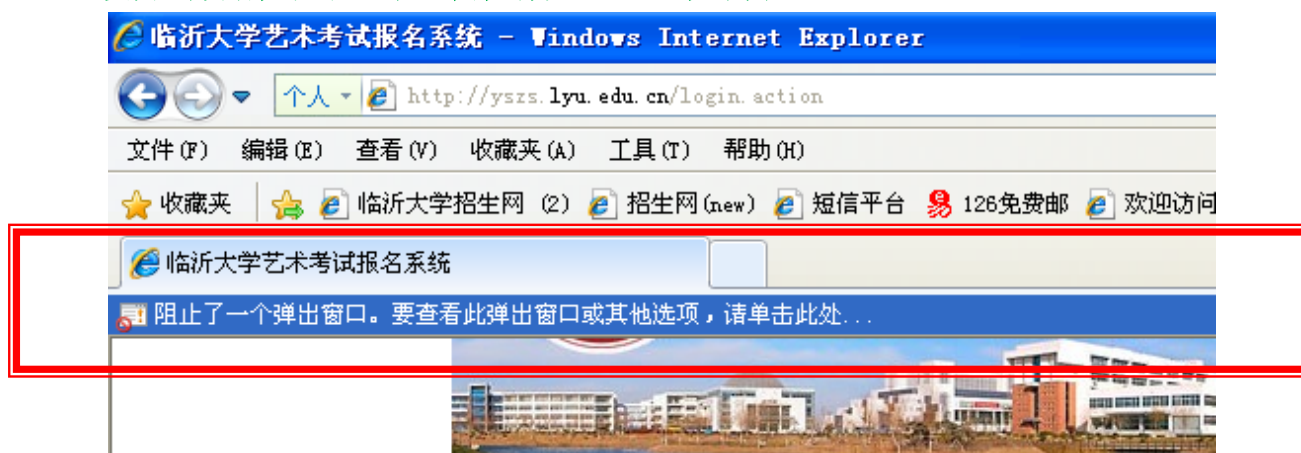 临沂大学艺术考试报名系统 - Windows Internet Explorer
个人 http://yszs.lyu.edu.cn/login.action
文件(F) 编辑(E) 查看(V) 收藏夹(A) 工具(T) 帮助(H)
收藏夹 临沂大学招生网 (2) 招生网(new) 短信平台 126免费邮 欢迎访问
临沂大学艺术考试报名系统
阻止了一个弹出窗口。要查看此弹出窗口或其他选项，请单击此处...